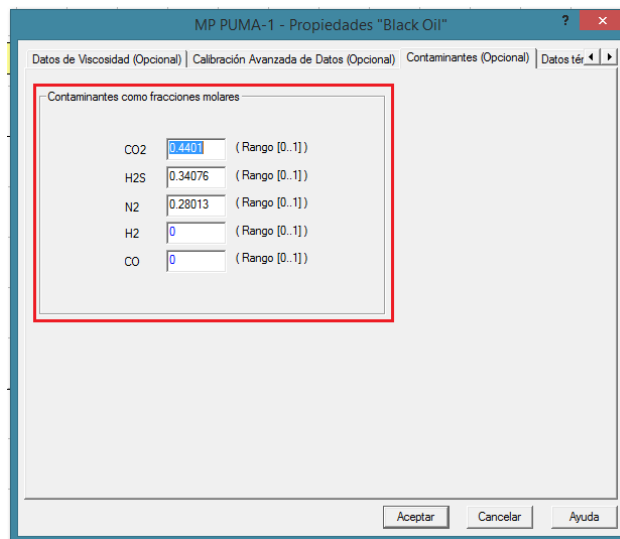 MP PUMA-1 - Propiedades "Black Oil"
?
×
Datos de Viscosidad (Opcional)
Calibración Avanzada de Datos (Opcional)
Contaminantes (Opcional)
Datos tér
Contaminantes como fracciones molares
CO2 0.4401 ( Rango [0..1] )
H2S 0.34076 ( Rango [0..1] )
N2 0.28013 ( Rango [0..1] )
H2 0 ( Rango [0..1] )
CO 0 ( Rango [0..1] )
Aceptar Cancelar Ayuda